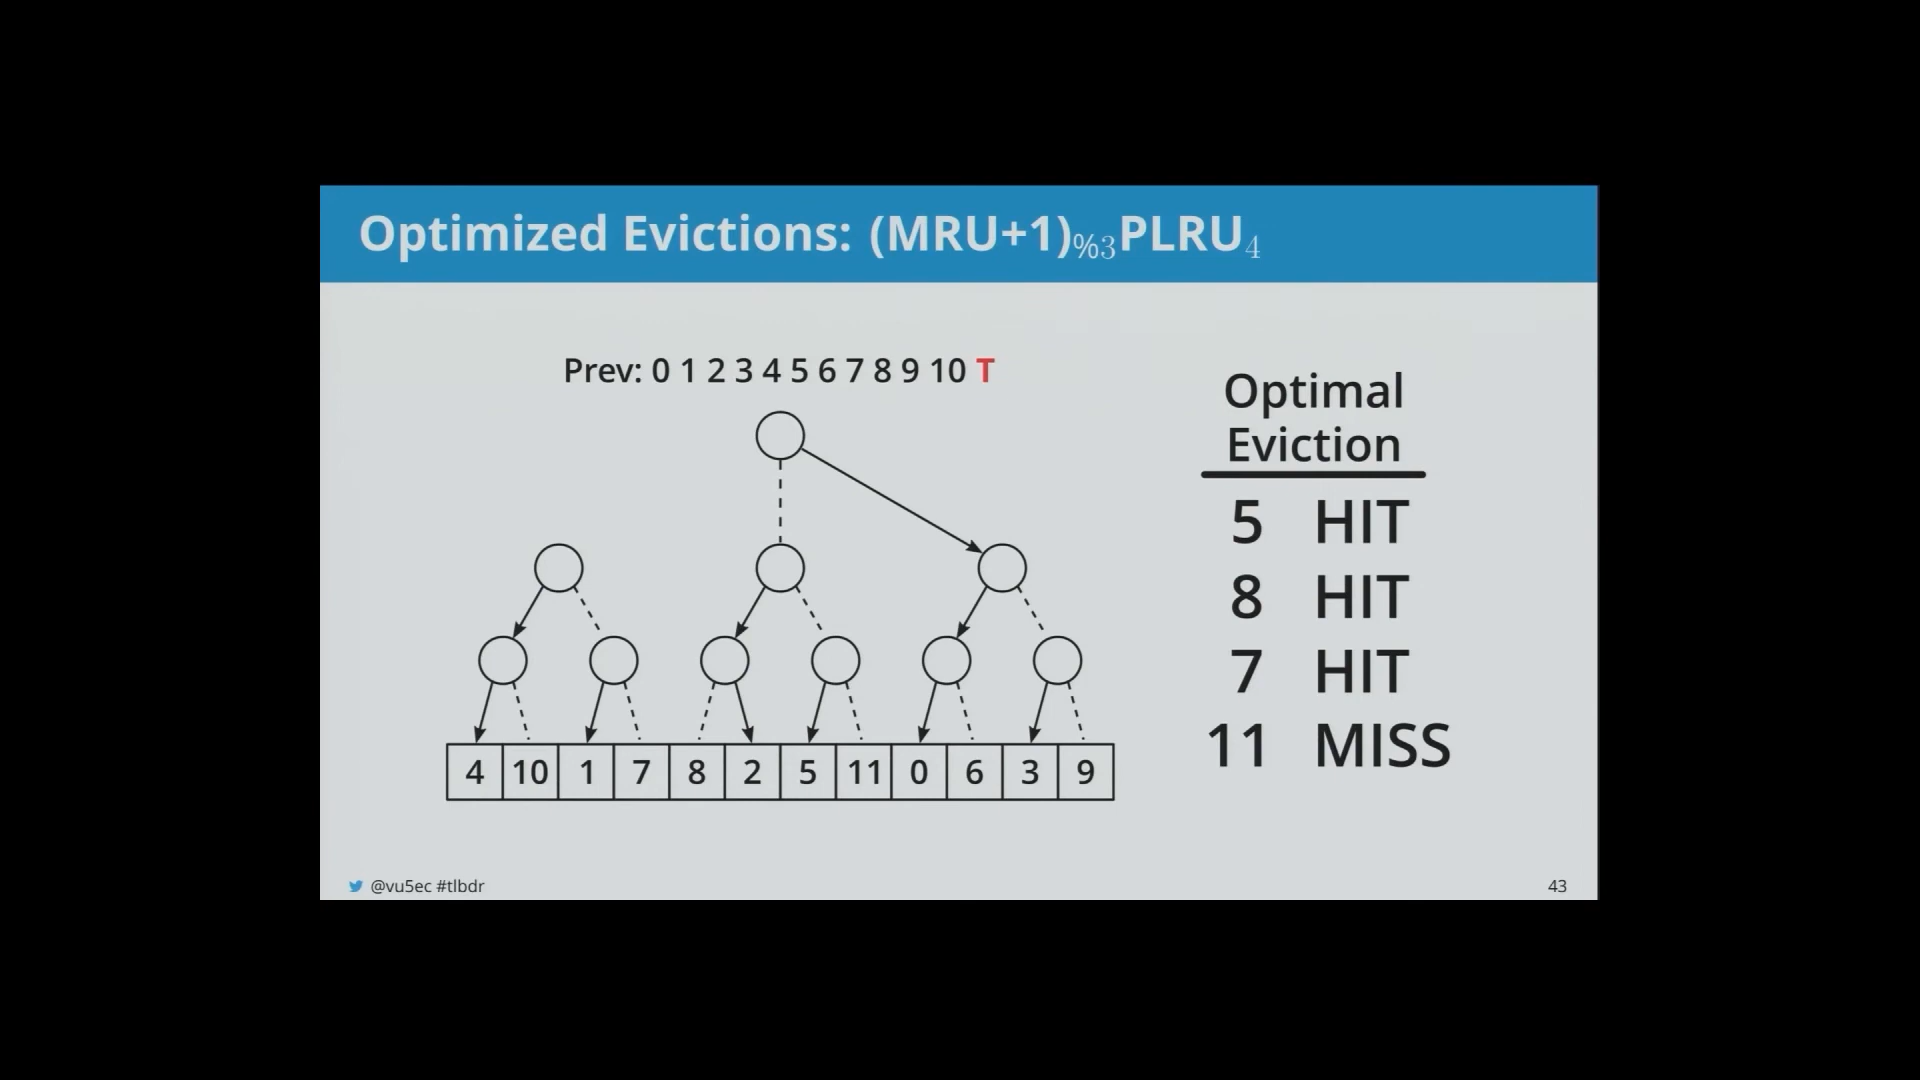 Optimized Evictions: (MRU+1)%3PLRU4
Prev: 0 1 2 3 4 5 6 7 8 9 10 T
Optimal
Eviction
5 HIT
8 HIT
7 HIT
11 MISS
4 10 1 7 8 2 5 11 0 6 3 9
@vu5ec #tlbdr
43